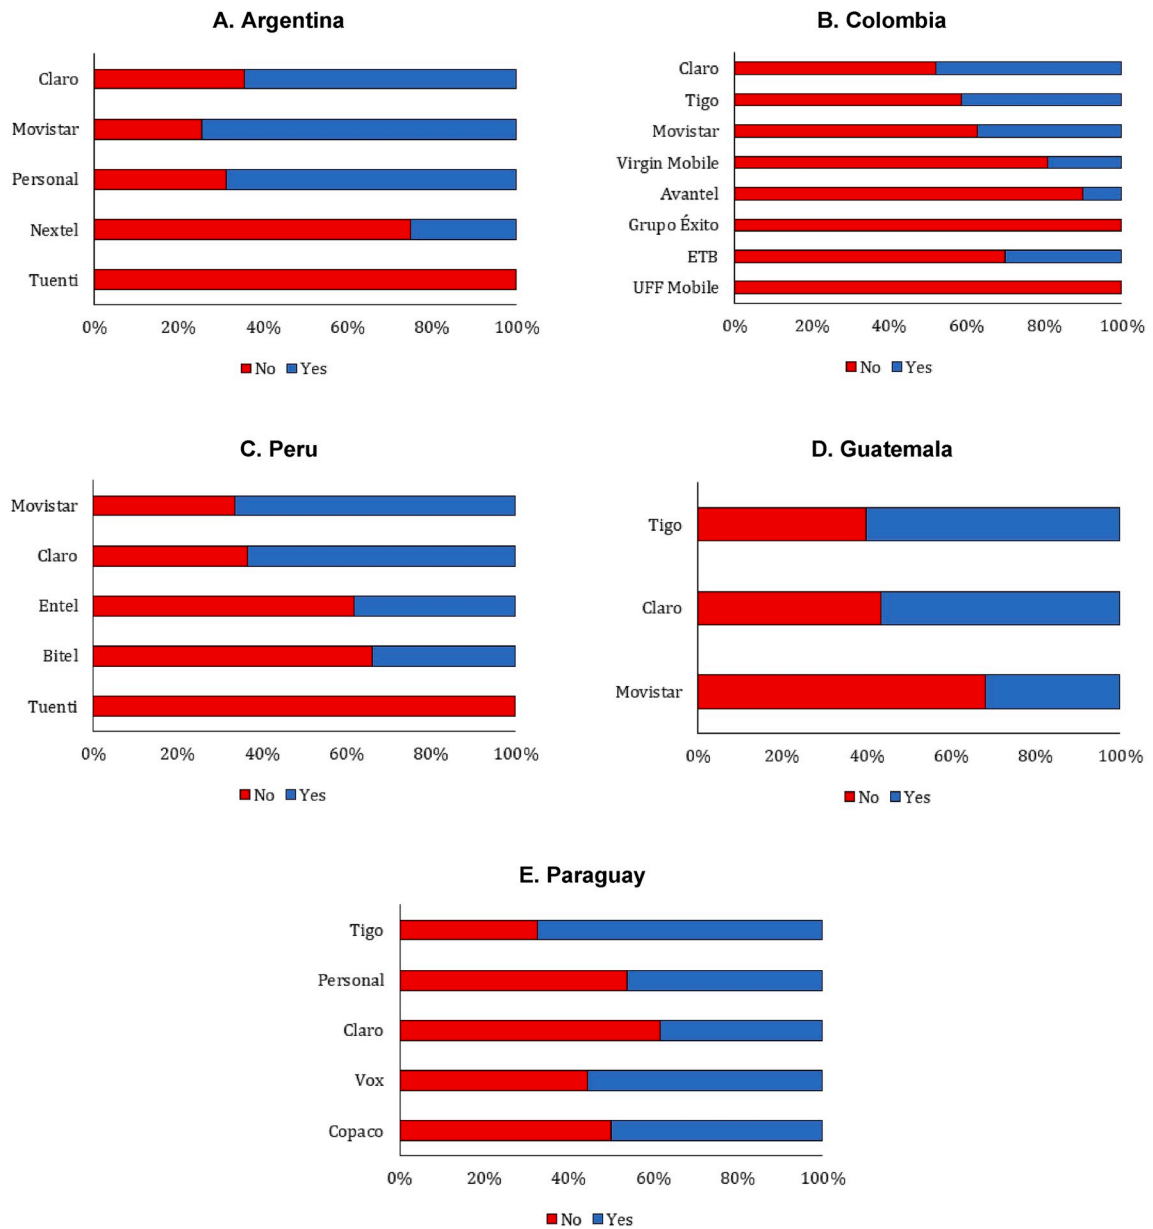 A. Argentina
Claro
Movistar
Personal
Nextel
Tuenti
0% 20% 40% 60% 80% 100%
No Yes
B. Colombia
Claro
Tigo
Movistar
Virgin Mobile
Avantel
Grupo Éxito
ETB
UFF Mobile
0% 20% 40% 60% 80% 100%
No Yes
C. Peru
Movistar
Claro
Entel
Bitel
Tuenti
0% 20% 40% 60% 80% 100%
No Yes
D. Guatemala
Tigo
Claro
Movistar
0% 20% 40% 60% 80% 100%
No Yes
E. Paraguay
Tigo
Personal
Claro
Vox
Copaco
0% 20% 40% 60% 80% 100%
No Yes